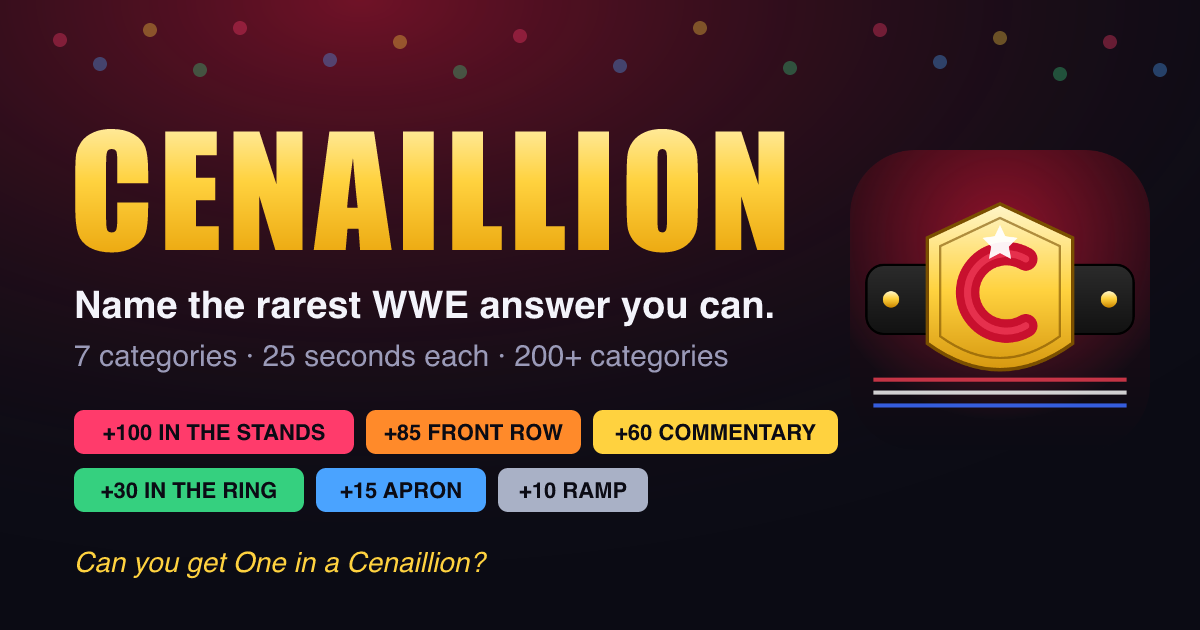 CENAILLION
Name the rarest WWE answer you can.
7 categories · 25 seconds each · 200+ categories
+100 IN THE STANDS +85 FRONT ROW +60 COMMENTARY
+30 IN THE RING +15 APRON +10 RAMP
Can you get One in a Cenaillion?
C